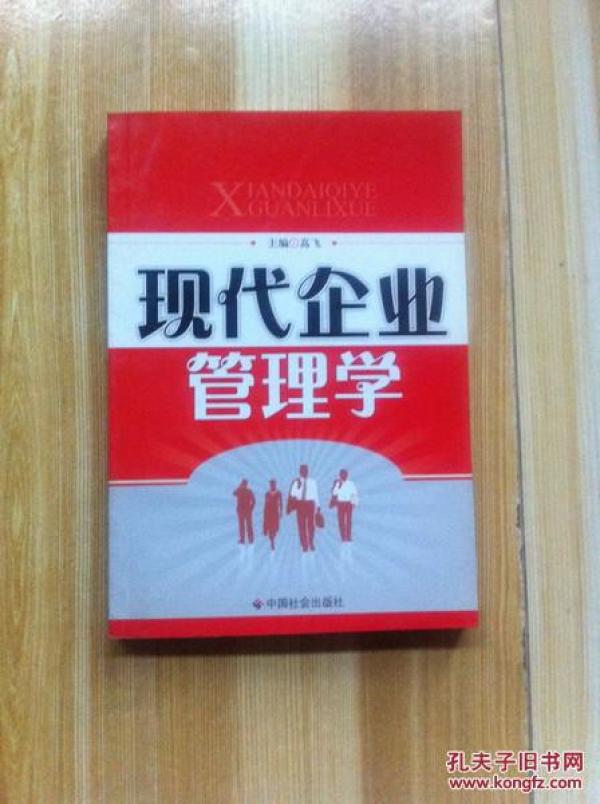 XIANDAIQIYE
GUANLIXUE
主编◎高飞
现代企业
管理学
中国社会出版社
孔夫子旧书网
www.kongfz.com